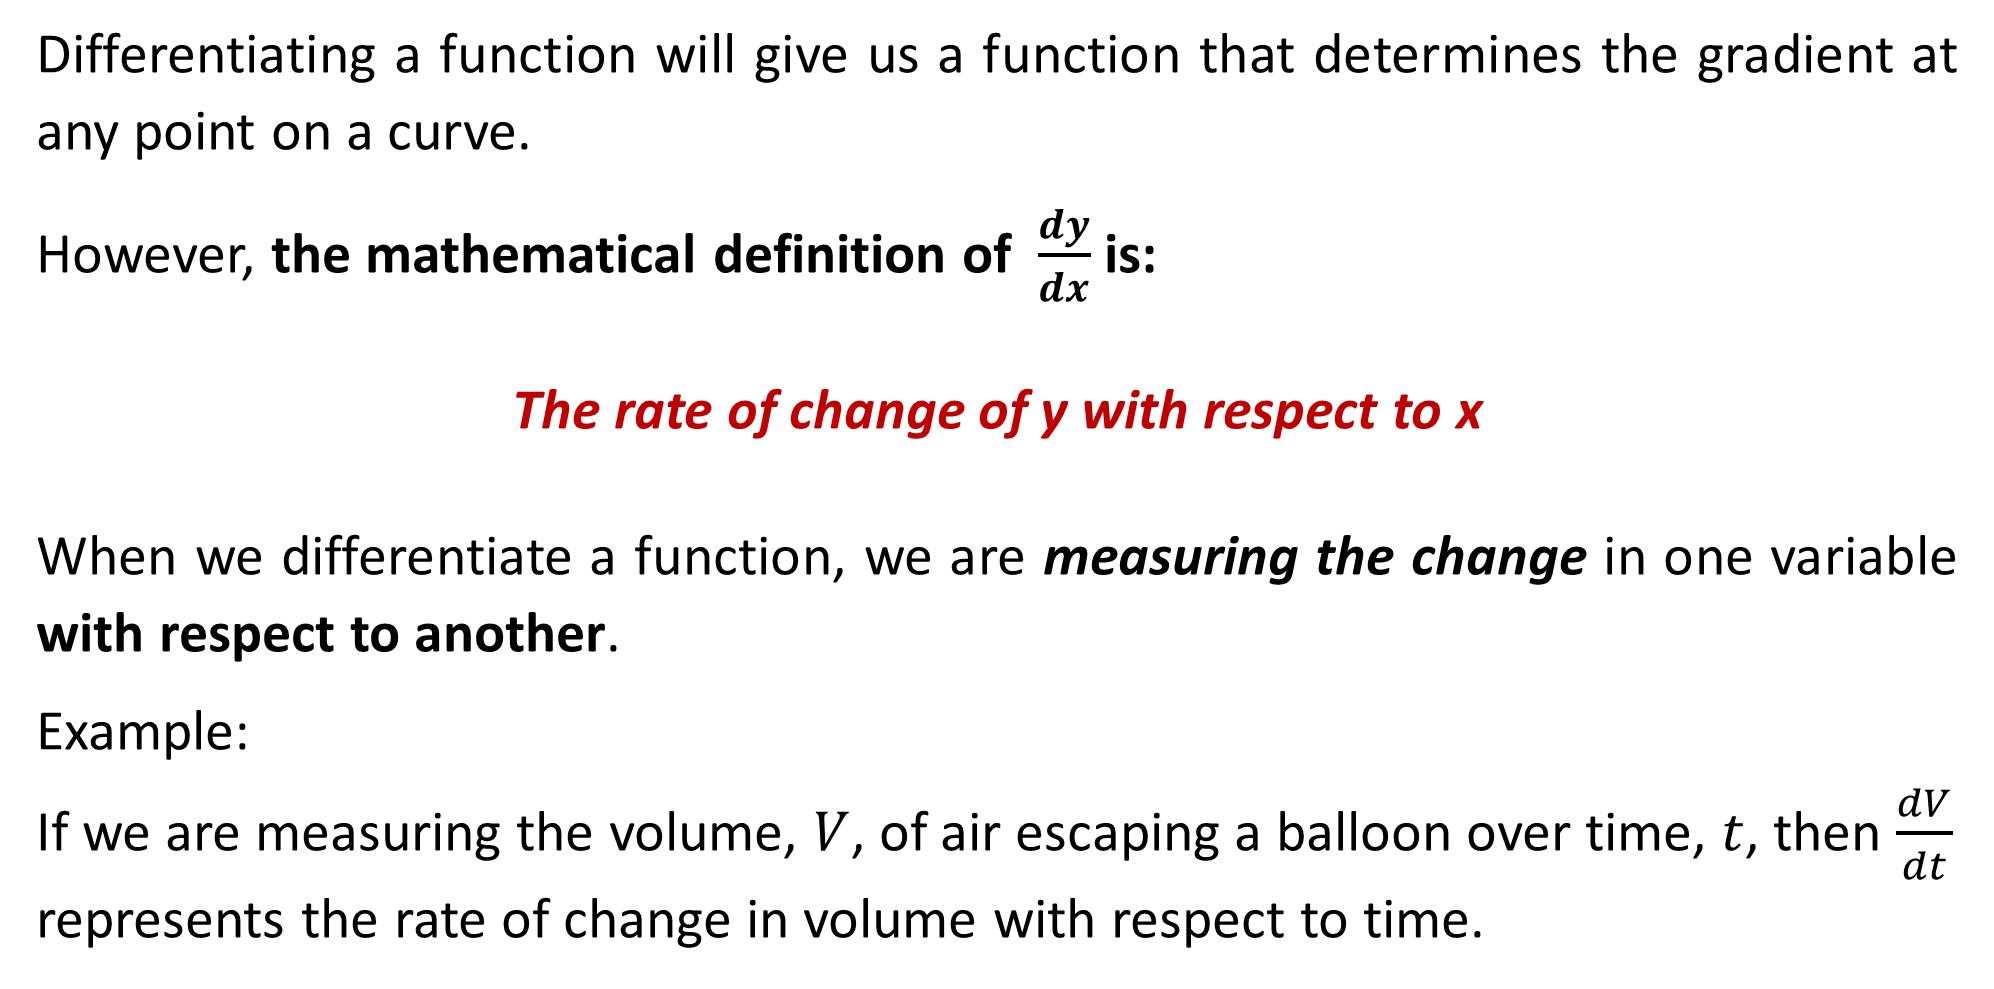 Differentiating a function will give us a function that determines the gradient at
any point on a curve.
However, the mathematical definition of dy/dx is:
The rate of change of y with respect to x
When we differentiate a function, we are measuring the change in one variable
with respect to another.
Example:
If we are measuring the volume, V, of air escaping a balloon over time, t, then dV/dt
represents the rate of change in volume with respect to time.